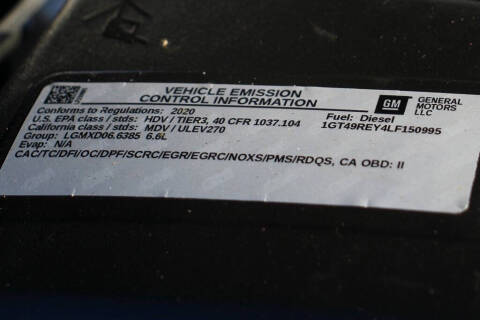 VEHICLE EMISSION
CONTROL INFORMATION
GM GENERAL MOTORS LLC
Conforms to Regulations: 2020
Fuel: Diesel
U.S. EPA class / stds: HDV / TIER3, 40 CFR 1037.104
1GT49REY4LF150995
California class / stds: MDV / ULEV270
Group: LGMXD06.6385 6.6L
Evap: N/A
CAC/TC/DFI/OC/DPF/SCRC/EGR/EGRC/NOXS/PMS/RDQS, CA OBD: II